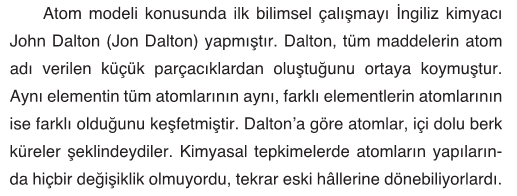 Atom modeli konusunda ilk bilimsel çalışmayı İngiliz kimyacı
John Dalton (Jon Dalton) yapmıştır. Dalton, tüm maddelerin atom
adı verilen küçük parçacıklardan oluştuğunu ortaya koymuştur.
Aynı elementin tüm atomlarının aynı, farklı elementlerin atomlarının
ise farklı olduğunu keşfetmiştir. Dalton’a göre atomlar, içi dolu berk
küreler şeklindeydiler. Kimyasal tepkimelerde atomların yapıların-
da hiçbir değişiklik olmuyordu, tekrar eski hâllerine dönebiliyorlardı.